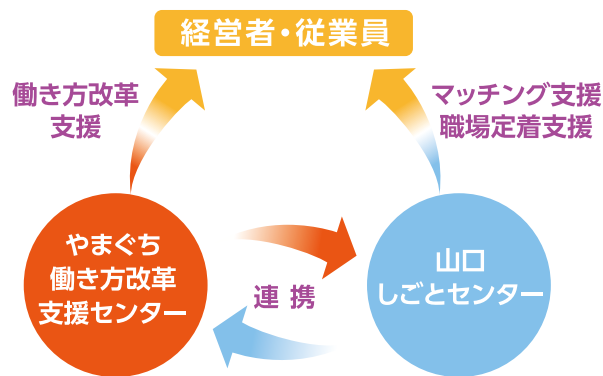 経営者・従業員
働き方改革
支援
マッチング支援
職場定着支援
やまぐち
働き方改革
支援センター
連携
山口
しごとセンター